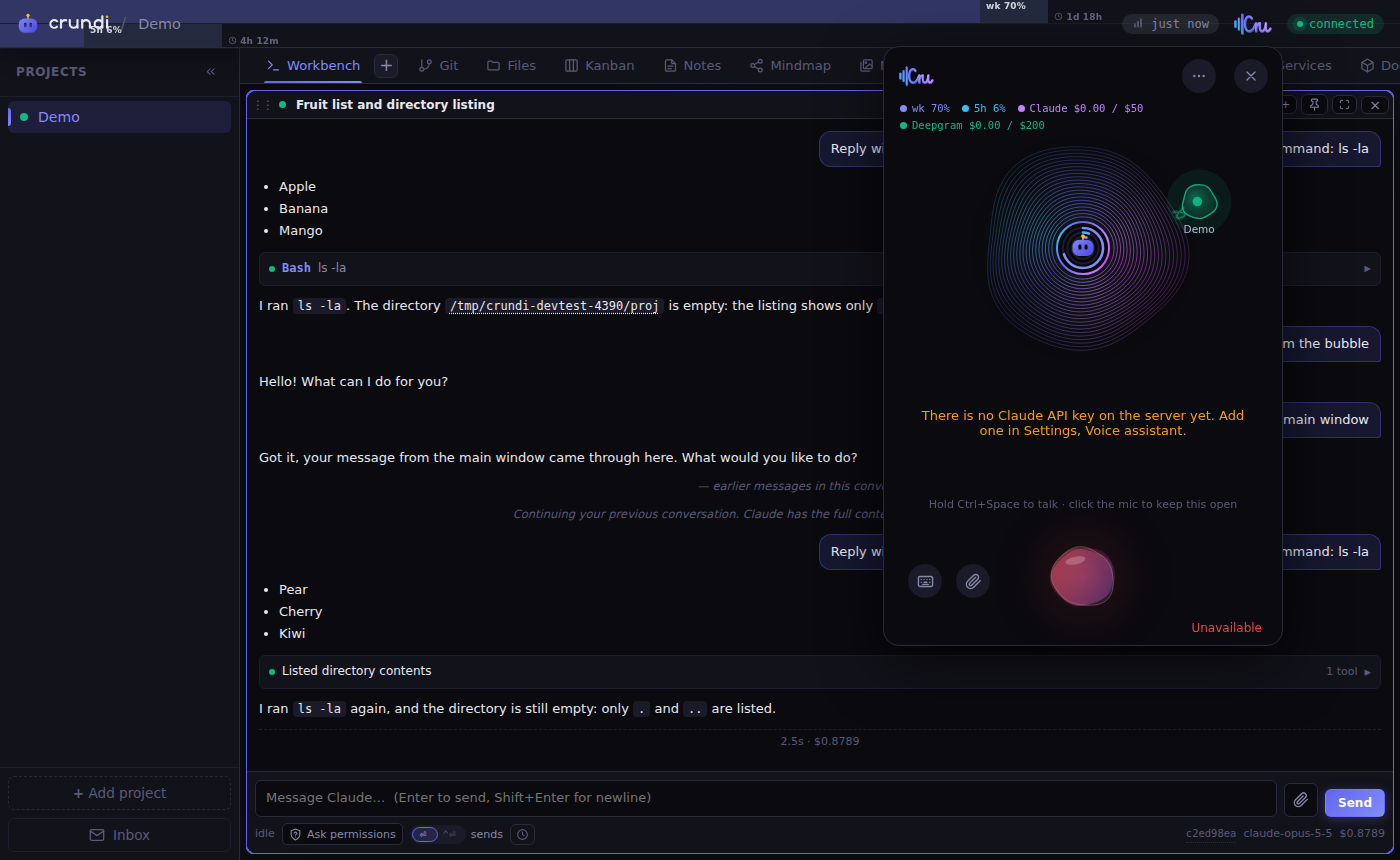 crundi / Demo
5h 6%
4h 12m
wk 70%
1d 18h
just now
Cru
connected
PROJECTS
«
Demo
Workbench
+
Git
Files
Kanban
Notes
Mindmap
Fruit list and directory listing
Cru
wk 70% 5h 6% Claude $0.00 / $50
Deepgram $0.00 / $200
Demo
There is no Claude API key on the server yet. Add
one in Settings, Voice assistant.
Hold Ctrl+Space to talk · click the mic to keep this open
Unavailable
Reply
ls -la
• Apple
• Banana
• Mango
Bash ls -la
I ran ls -la. The directory /tmp/crundi-devtest-4390/proj is empty: the listing shows only
the bubble
Hello! What can I do for you?
main window
Got it, your message from the main window came through here. What would you like to do?
— earlier messages in this
Continuing your previous conversation. Claude has the full
Reply
ls -la
• Pear
• Cherry
• Kiwi
Listed directory contents
1 tool
I ran ls -la again, and the directory is still empty: only . and .. are listed.
2.5s · $0.8789
Message Claude… (Enter to send, Shift+Enter for newline)
Send
idle
Ask permissions
sends
c2ed98ea claude-opus-5-5 $0.8789
+ Add project
Inbox